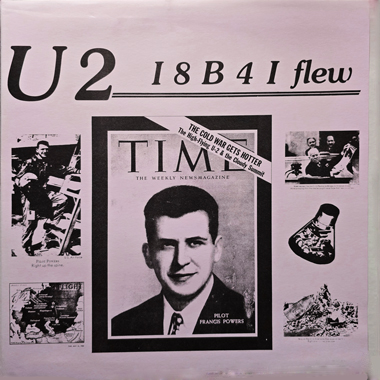 U2 I 8 B 4 I flew
THE COLD WAR GETS HOTTER
The High-Flying U-2 & the Cloudy Summit
TIME
THE WEEKLY NEWSMAGAZINE
PILOT
FRANCIS POWERS